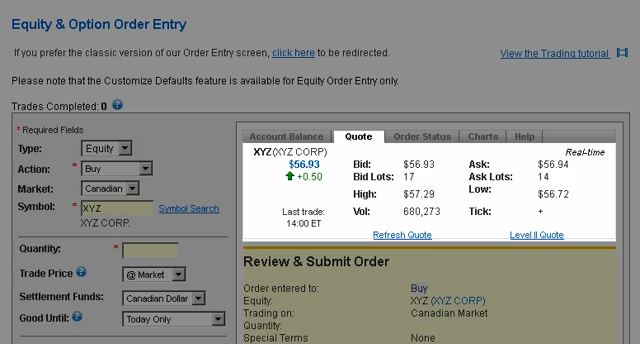 Equity & Option Order Entry
If you prefer the classic version of our Order Entry screen, click here to be redirected.
View the Trading tutorial
Please note that the Customize Defaults feature is available for Equity Order Entry only.
Trades Completed: 0 ?
* Required Fields
Type: Equity
Action: * Buy
Market: Canadian
Symbol: * XYZ Symbol Search
XYZ CORP.
Quantity: *
Trade Price ? @ Market
Settlement Funds: Canadian Dollar
Good Until: ? Today Only
Account Balance Quote Order Status Charts Help
XYZ (XYZ CORP) Real-time
$56.93 Bid: $56.93 Ask: $56.94
+0.50 Bid Lots: 17 Ask Lots: 14
High: $57.29 Low: $56.72
Last trade: Vol: 680,273 Tick: +
14:00 ET
Refresh Quote Level II Quote
Review & Submit Order
Order entered to: Buy
Equity: XYZ (XYZ CORP)
Trading on: Canadian Market
Quantity:
Special Terms None